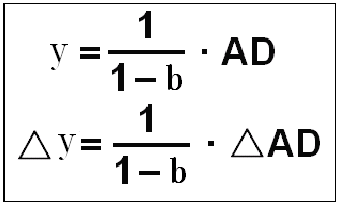 y = 1/(1 − b) · AD
△y = 1/(1 − b) · △AD